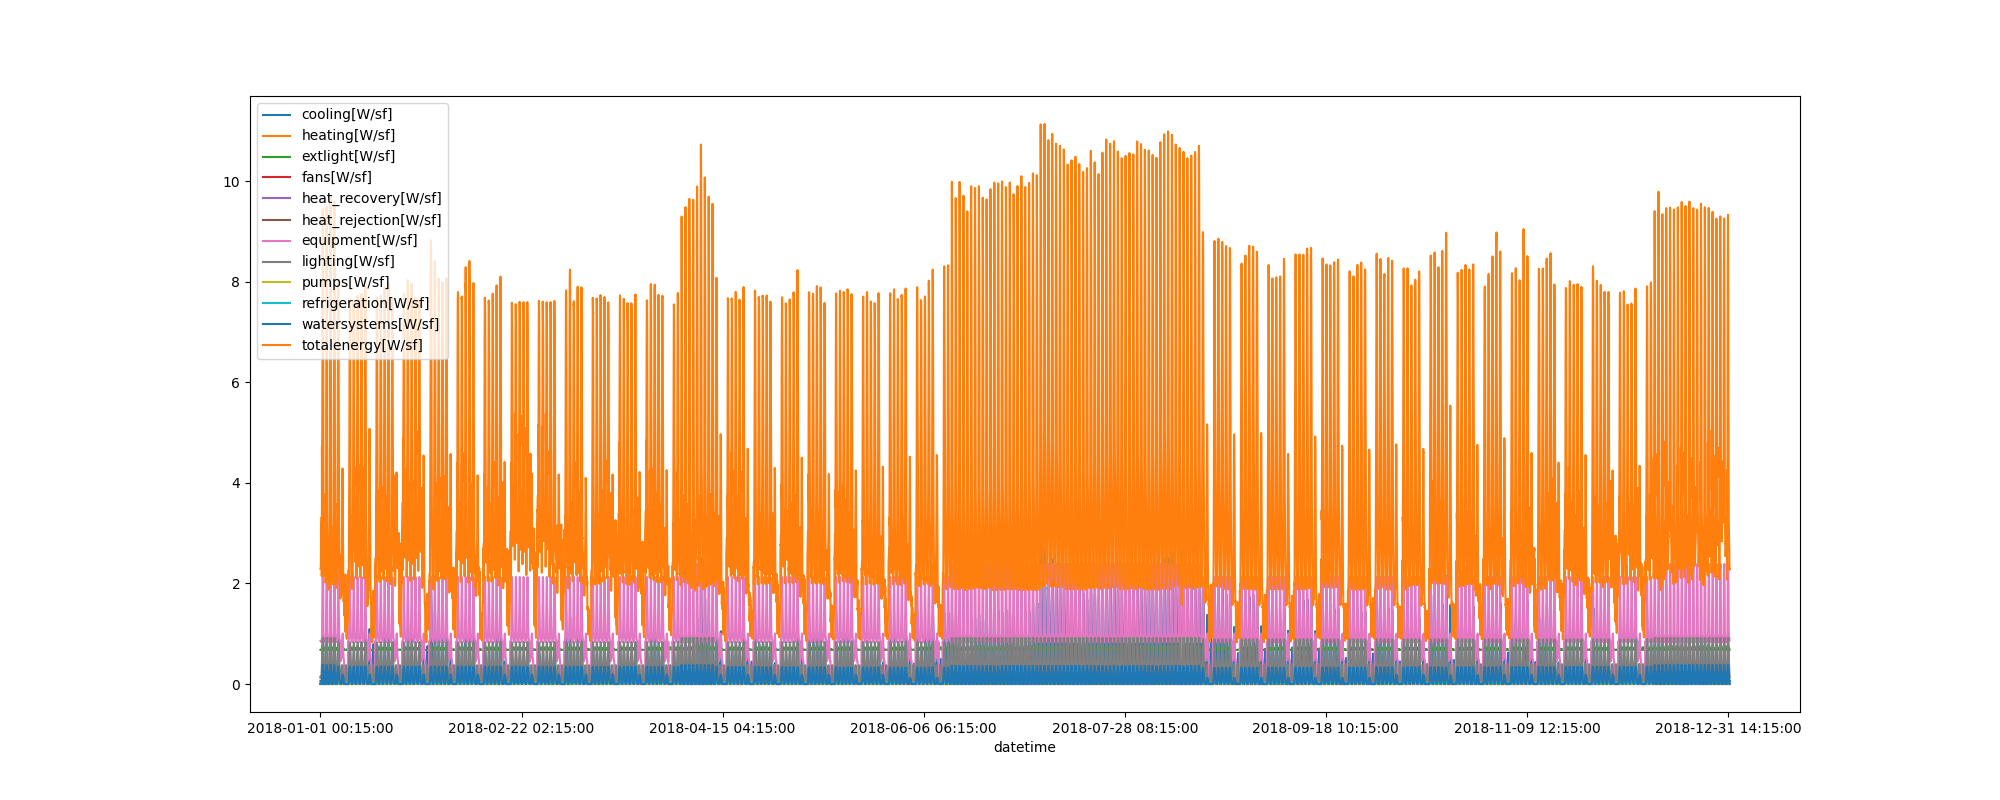 cooling[W/sf]
heating[W/sf]
extlight[W/sf]
fans[W/sf]
heat_recovery[W/sf]
heat_rejection[W/sf]
equipment[W/sf]
lighting[W/sf]
pumps[W/sf]
refrigeration[W/sf]
watersystems[W/sf]
totalenergy[W/sf]
10
8
6
4
2
0
2018-01-01 00:15:00 2018-02-22 02:15:00 2018-04-15 04:15:00 2018-06-06 06:15:00 2018-07-28 08:15:00 2018-09-18 10:15:00 2018-11-09 12:15:00 2018-12-31 14:15:00
datetime